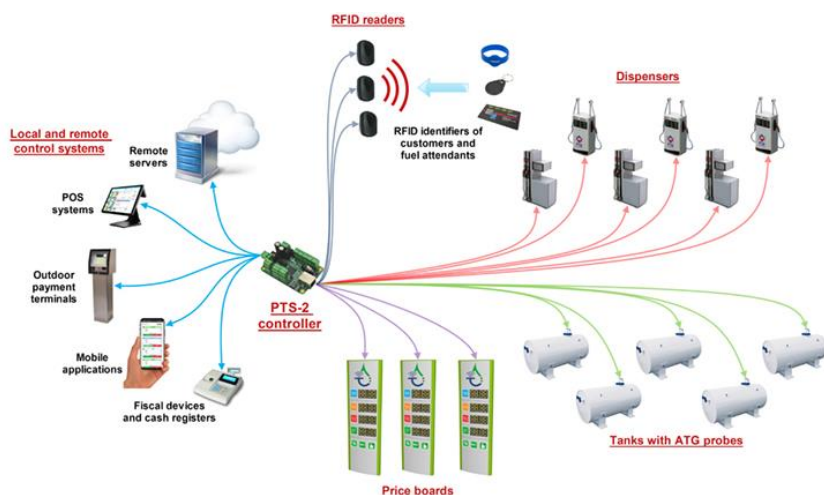 RFID readers
Dispensers
RFID identifiers of
customers and
fuel attendants
Local and remote
control systems
Remote
servers
POS
systems
Outdoor
payment
terminals
PTS-2
controller
Mobile
applications
Fiscal devices
and cash registers
Price boards
Tanks with ATG probes